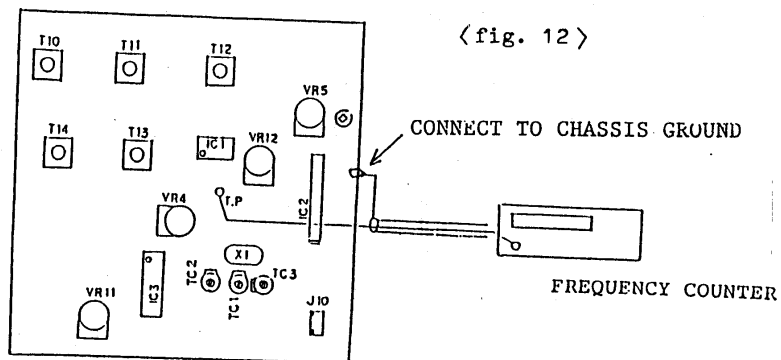 〈fig. 12〉
T10 T11 T12
VR5
CONNECT TO CHASSIS GROUND
T14 T13 IC1 VR12
VR4 T.P IC2
X1
TC2 TC1 TC3
IC3
VR11 J10
FREQUENCY COUNTER